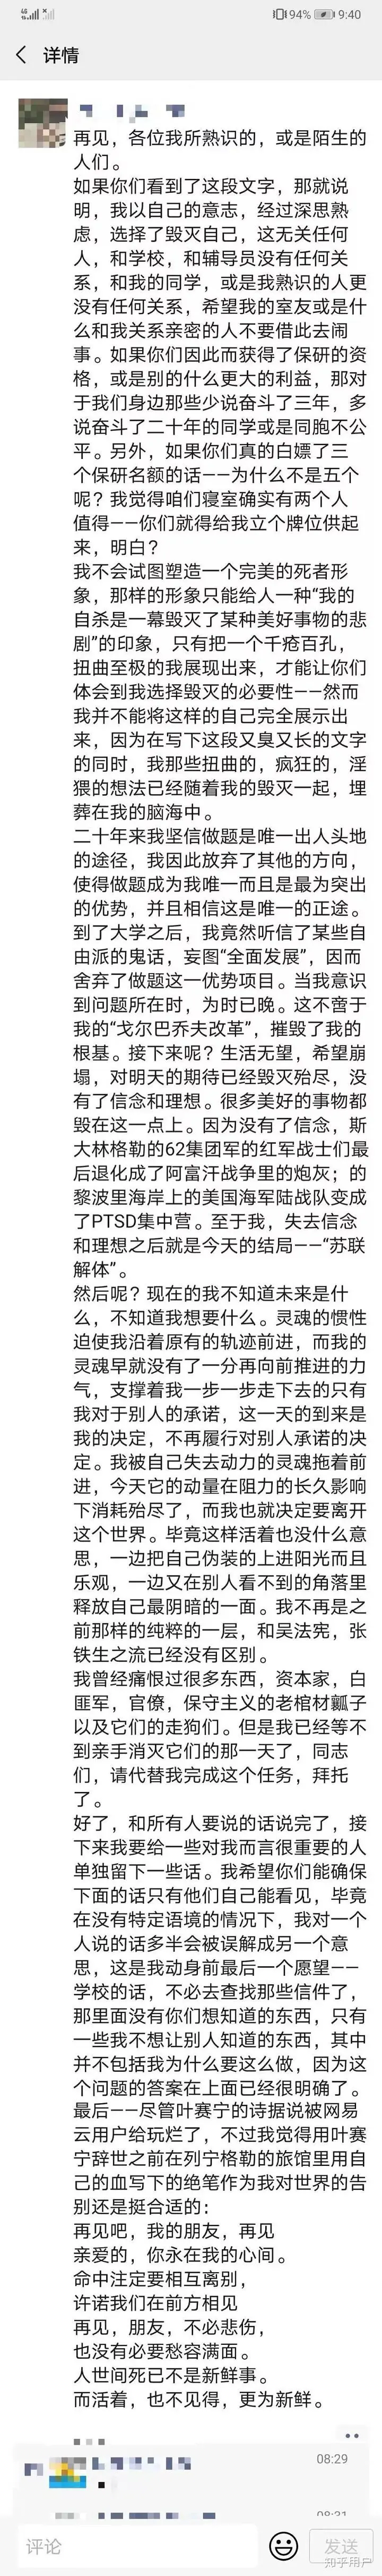 94% 9:40
详情
再见，各位我所熟识的，或是陌生的
人们。
如果你们看到了这段文字，那就说
明，我以自己的意志，经过深思熟
虑，选择了毁灭自己，这无关任何
人，和学校，和辅导员没有任何关
系，和我的同学，或是我熟识的人更
没有任何关系，希望我的室友或是什
么和我关系亲密的人不要借此去闹
事。如果你们因此而获得了保研的资
格，或是别的什么更大的利益，那对
于我们身边那些少说奋斗了三年，多
说奋斗了二十年的同学或是同胞不公
平。另外，如果你们真的白嫖了三
个保研名额的话——为什么不是五个
呢？我觉得咱们寝室确实有两个人
值得——你们就得给我立个牌位供起
来，明白？
我不会试图塑造一个完美的死者形
象，那样的形象只能给人一种“我的
自杀是一幕毁灭了某种美好事物的悲
剧”的印象，只有把一个千疮百孔，
扭曲至极的我展现出来，才能让你们
体会到我选择毁灭的必要性——然而
我并不能将这样的自己完全展示出
来，因为在写下这段又臭又长的文字
的同时，我那些扭曲的，疯狂的，淫
猥的想法已经随着我的毁灭一起，埋
葬在我的脑海中。
二十年来我坚信做题是唯一出人头地
的途径，我因此放弃了其他的方向，
使得做题成为我唯一而且是最为突出
的优势，并且相信这是唯一的正途。
到了大学之后，我竟然听信了某些自
由派的鬼话，妄图“全面发展”，因而
舍弃了做题这一优势项目。当我意识
到问题所在时，为时已晚。这不啻于
我的“戈尔巴乔夫改革”，摧毁了我的
根基。接下来呢？生活无望，希望崩
塌，对明天的期待已经毁灭殆尽，没
有了信念和理想。很多美好的事物都
毁在这一点上。因为没有了信念，斯
大林格勒的62集团军的红军战士们最
后退化成了阿富汗战争里的炮灰；的
黎波里海岸上的美国海军陆战队变成
了PTSD集中营。至于我，失去信念
和理想之后就是今天的结局——“苏联
解体”。
然后呢？现在的我不知道未来是什
么，不知道我想要什么。灵魂的惯性
迫使我沿着原有的轨迹前进，而我的
灵魂早就没有了一分再向前推进的力
气，支撑着我一步一步走下去的只有
我对于别人的承诺，这一天的到来是
我的决定，不再履行对别人承诺的决
定。我被自己失去动力的灵魂拖着前
进，今天它的动量在阻力的长久影响
下消耗殆尽了，而我也就决定要离开
这个世界。毕竟这样活着也没什么意
思，一边把自己伪装的上进阳光而且
乐观，一边又在别人看不到的角落里
释放自己最阴暗的一面。我不再是之
前那样的纯粹的一层，和吴法宪，张
铁生之流已经没有区别。
我曾经痛恨过很多东西，资本家，白
匪军，官僚，保守主义的老棺材瓤子
以及它们的走狗们。但是我已经等不
到亲手消灭它们的那一天了，同志
们，请代替我完成这个任务，拜托
了。
好了，和所有人要说的话说完了，接
下来我要给一些对我而言很重要的人
单独留下一些话。我希望你们能确保
下面的话只有他们自己能看见，毕竟
在没有特定语境的情况下，我对一个
人说的话多半会被误解成另一个意
思，这是我动身前最后一个愿望——
学校的话，不必去查找那些信件了，
那里面没有你们想知道的东西，只有
一些我不想让别人知道的东西，其中
并不包括我为什么要这么做，因为这
个问题的答案在上面已经很明确了。
最后——尽管叶赛宁的诗据说被网易
云用户给玩烂了，不过我觉得用叶赛
宁辞世之前在列宁格勒的旅馆里用自
己的血写下的绝笔作为我对世界的告
别还是挺合适的：
再见吧，我的朋友，再见
亲爱的，你永在我的心间。
命中注定要相互离别，
许诺我们在前方相见
再见，朋友，不必悲伤，
也没有必要愁容满面。
人世间死已不是新鲜事。
而活着，也不见得，更为新鲜。
08:29
08:31
评论
发送
知乎用户